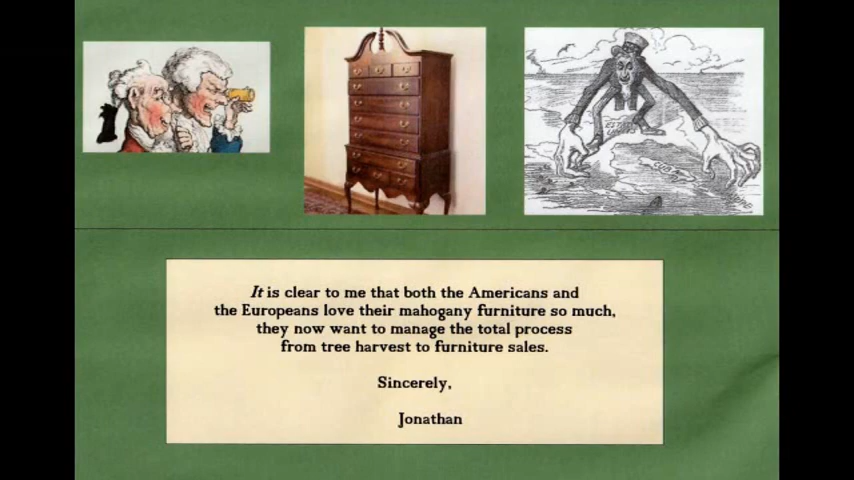 It is clear to me that both the Americans and
the Europeans love their mahogany furniture so much,
they now want to manage the total process
from tree harvest to furniture sales.
Sincerely,
Jonathan